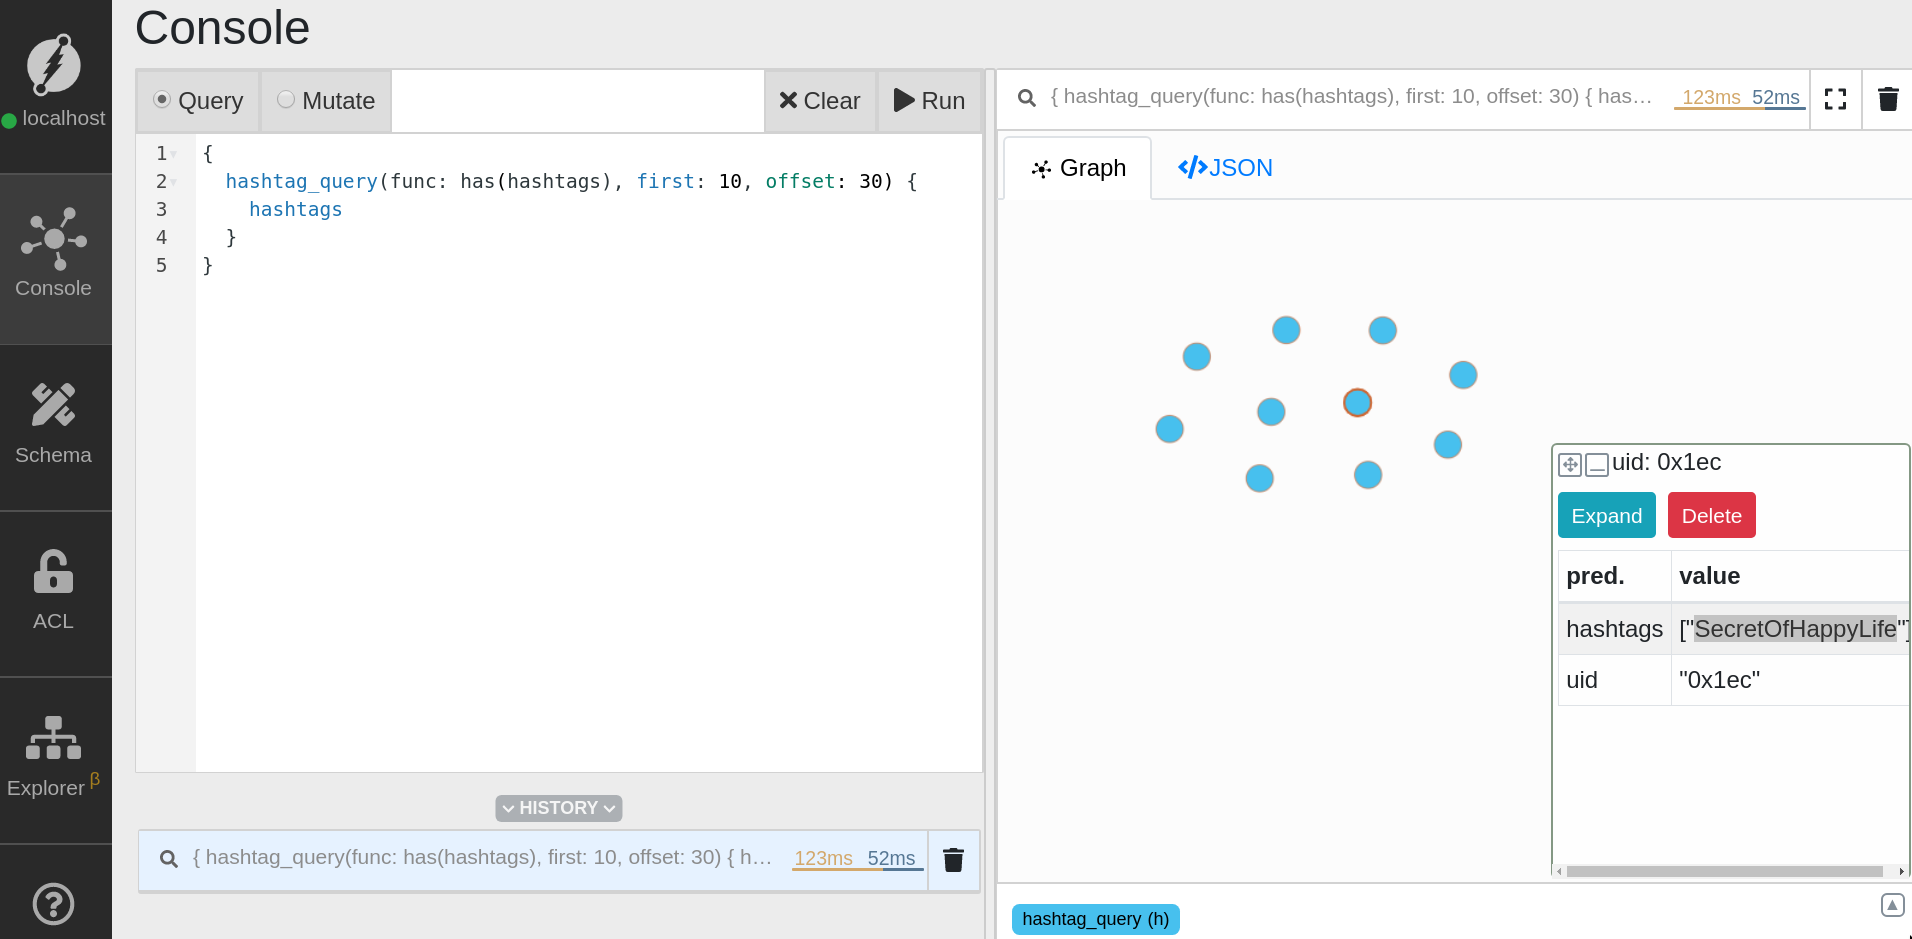 Console
localhost
Console
Schema
ACL
Explorer β
Query
Mutate
Clear
Run
1 {
2 hashtag_query(func: has(hashtags), first: 10, offset: 30) {
3 hashtags
4 }
5 }
HISTORY
{ hashtag_query(func: has(hashtags), first: 10, offset: 30) { h…
123ms 52ms
{ hashtag_query(func: has(hashtags), first: 10, offset: 30) { has…
123ms 52ms
Graph
JSON
uid: 0x1ec
Expand
Delete
pred. value
hashtags ["SecretOfHappyLife"]
uid "0x1ec"
hashtag_query (h)